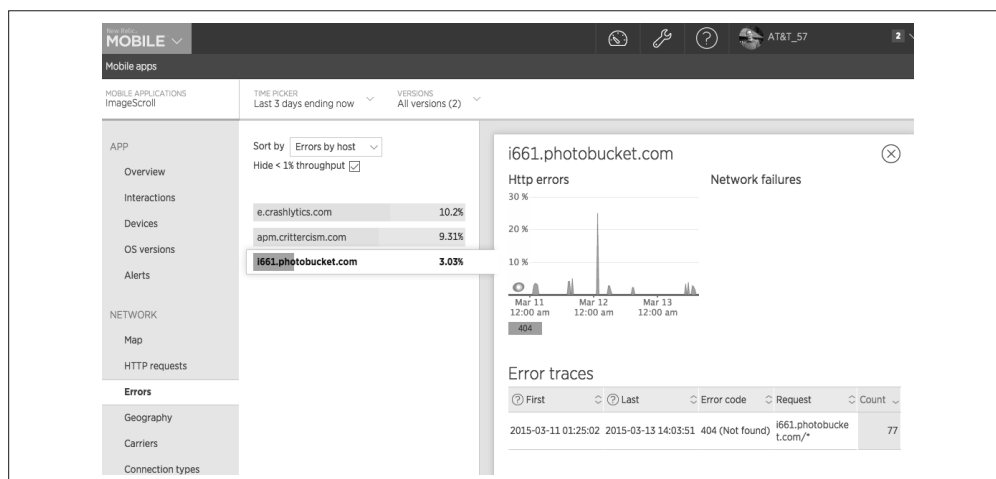 New Relic.
MOBILE
AT&T_57
2
Mobile apps
MOBILE APPLICATIONS
ImageScroll
TIME PICKER
Last 3 days ending now
VERSIONS
All versions (2)
APP
Overview
Interactions
Devices
OS versions
Alerts
NETWORK
Map
HTTP requests
Errors
Geography
Carriers
Connection types
Sort by Errors by host
Hide < 1% throughput
e.crashlytics.com 10.2%
apm.crittercism.com 9.31%
i661.photobucket.com 3.03%
i661.photobucket.com
Http errors
30 %
20 %
10 %
Mar 11 12:00 am
Mar 12 12:00 am
Mar 13 12:00 am
404
Network failures
Error traces
? First ? Last Error code Request Count
2015-03-11 01:25:02 2015-03-13 14:03:51 404 (Not found) i661.photobucke
t.com/* 77